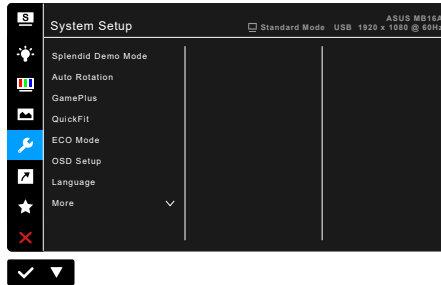 S
System Setup
ASUS MB16A
Standard Mode USB 1920 x 1080 @ 60Hz
Splendid Demo Mode
Auto Rotation
GamePlus
QuickFit
ECO Mode
OSD Setup
Language
More